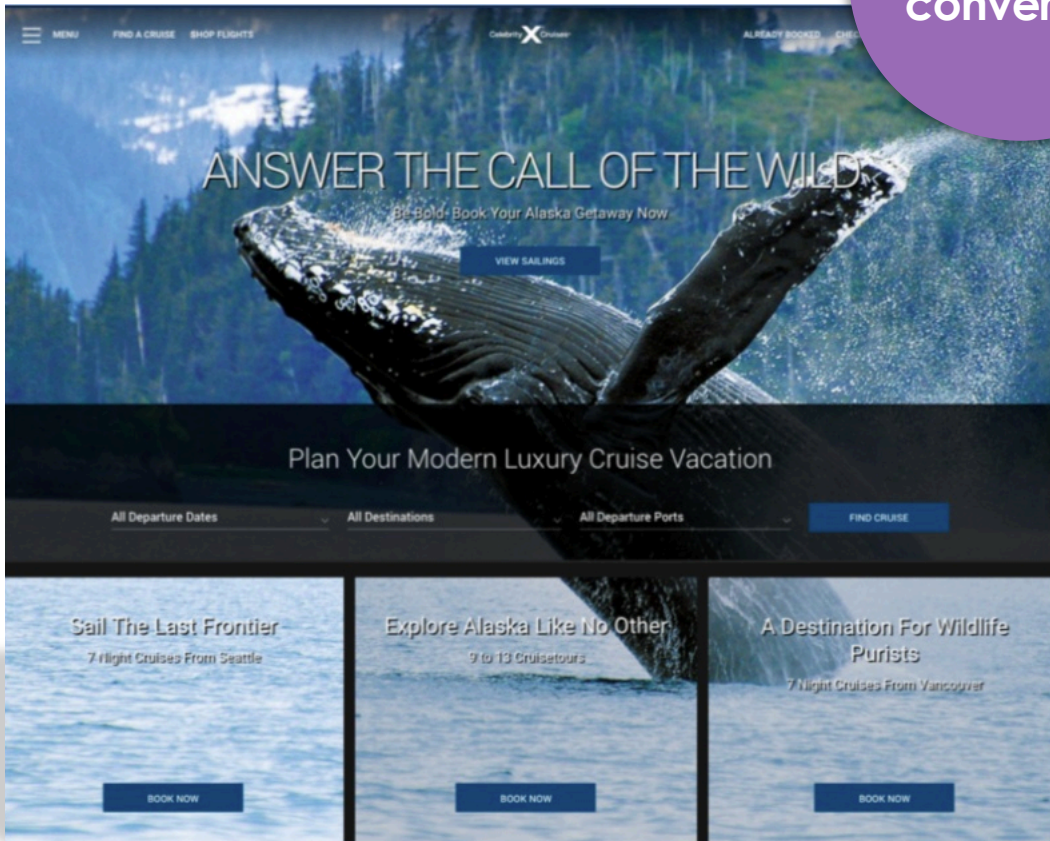 MENU FIND A CRUISE SHOP FLIGHTS Celebrity X Cruises ALREADY BOOKED
ANSWER THE CALL OF THE WILD
Be Bold- Book Your Alaska Getaway Now
VIEW SAILINGS
Plan Your Modern Luxury Cruise Vacation
All Departure Dates All Destinations All Departure Ports FIND CRUISE
Sail The Last Frontier
7 Night Cruises From Seattle
BOOK NOW
Explore Alaska Like No Other
9 to 13 Cruisetours
BOOK NOW
A Destination For Wildlife
Purists
7 Night Cruises From Vancouver
BOOK NOW